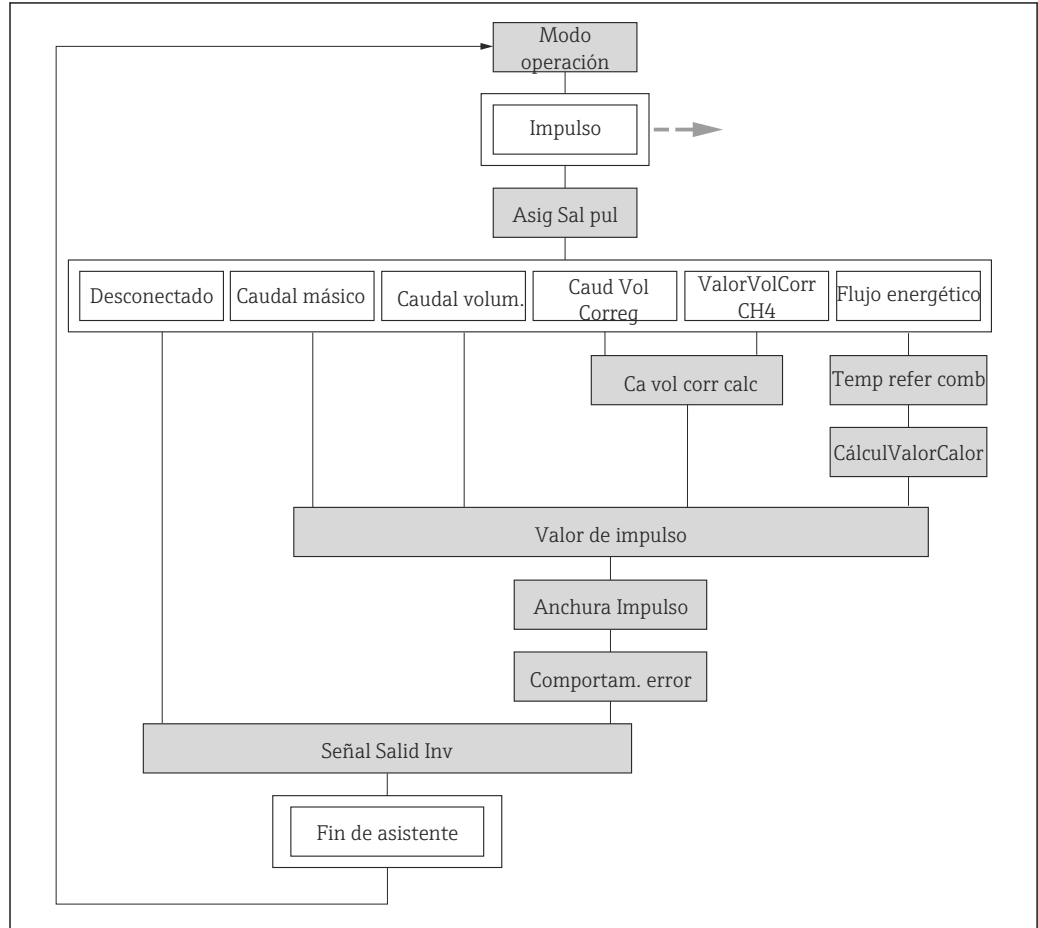 Modo
operación
Impulso
Asig Sal pul
Desconectado
Caudal másico
Caudal volum.
Caud Vol
Correg
ValorVolCorr
CH4
Flujo energético
Ca vol corr calc
Temp refer comb
CálculValorCalor
Valor de impulso
Anchura Impulso
Comportam. error
Señal Salid Inv
Fin de asistente